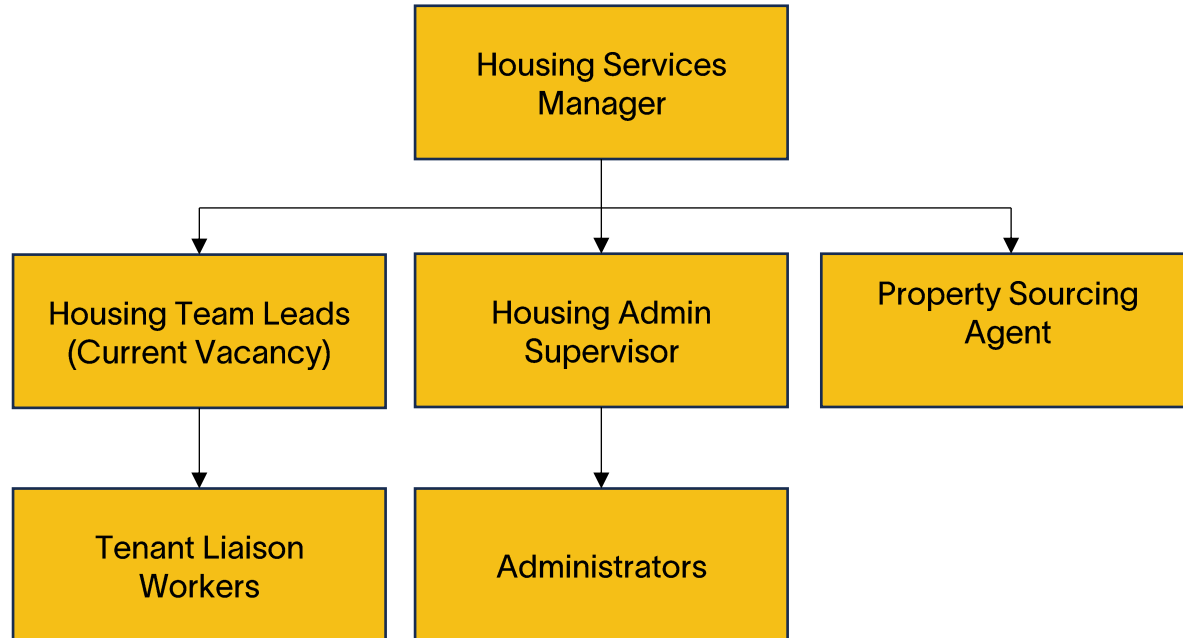 Housing Services
Manager
Housing Team Leads
(Current Vacancy)
Housing Admin
Supervisor
Property Sourcing
Agent
Tenant Liaison
Workers
Administrators